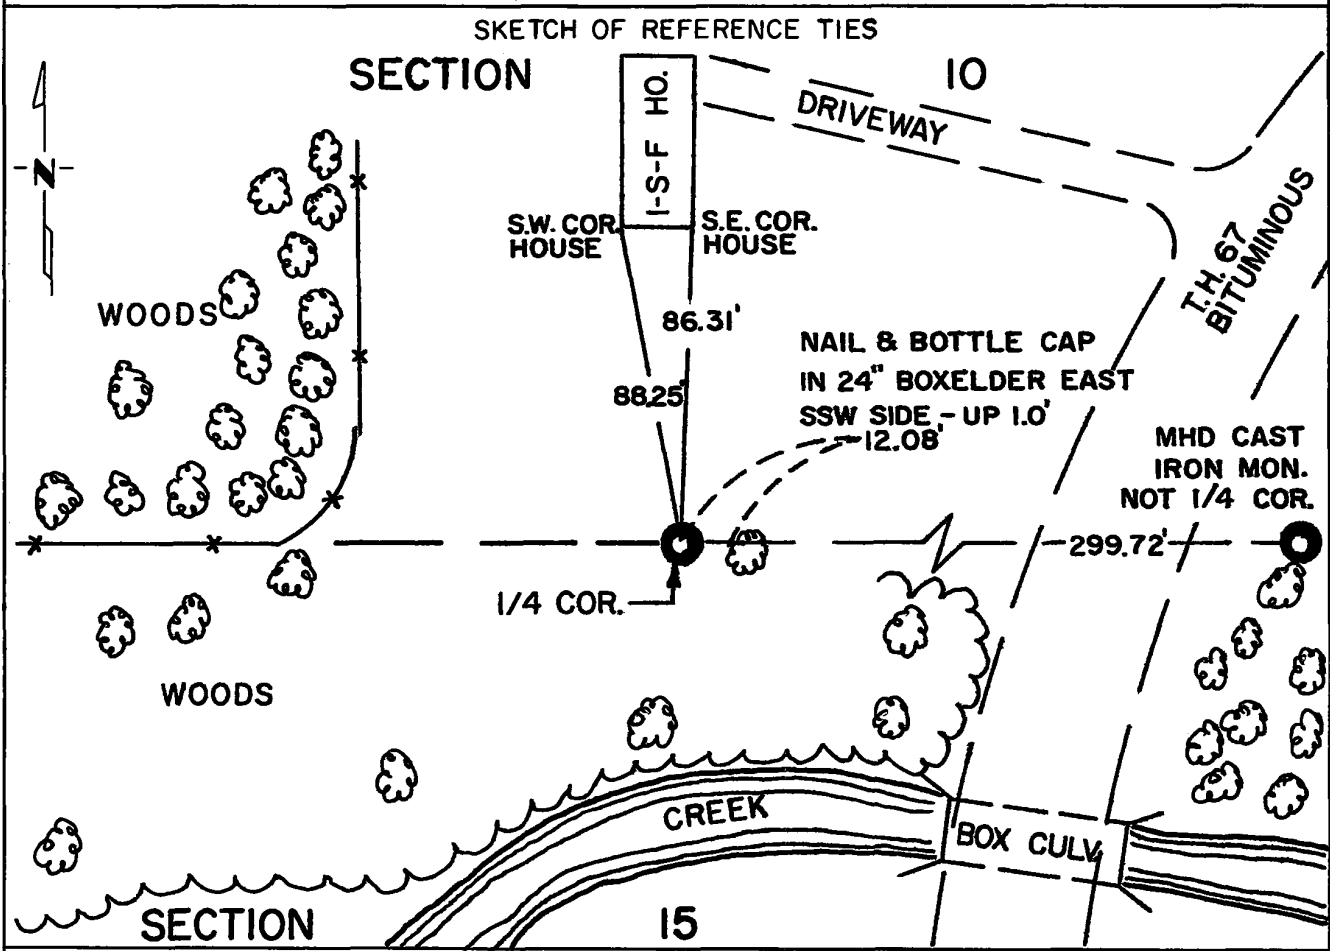 SKETCH OF REFERENCE TIES
SECTION 10
N
1-S-F HO.
DRIVEWAY
T.H. 67
BITUMINOUS
S.W. COR.
HOUSE
S.E. COR.
HOUSE
WOODS
86.31'
88.25'
NAIL & BOTTLE CAP
IN 24" BOXELDER EAST
SSW SIDE - UP 1.0'
12.08'
MHD CAST
IRON MON.
NOT 1/4 COR.
299.72'
1/4 COR.
WOODS
CREEK
BOX CULV.
SECTION 15